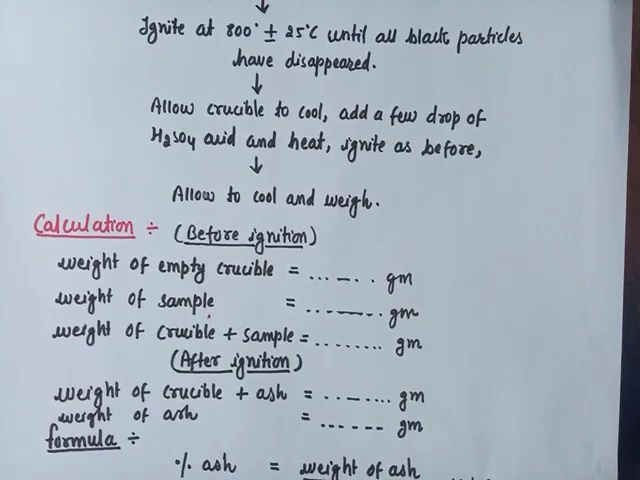 Ignite at 800° ± 25°C until all black particles
have disappeared.
↓
Allow crucible to cool, add a few drop of
H2SO4 acid and heat, ignite as before,
↓
Allow to cool and weigh.
Calculation ÷ (Before ignition)
weight of empty crucible = ...-.. gm
weight of sample = ...-... gm
weight of crucible + sample = ........ gm
(After ignition)
weight of crucible + ash = ..-.... gm
weight of ash = ...--- gm
formula ÷
% ash = weight of ash